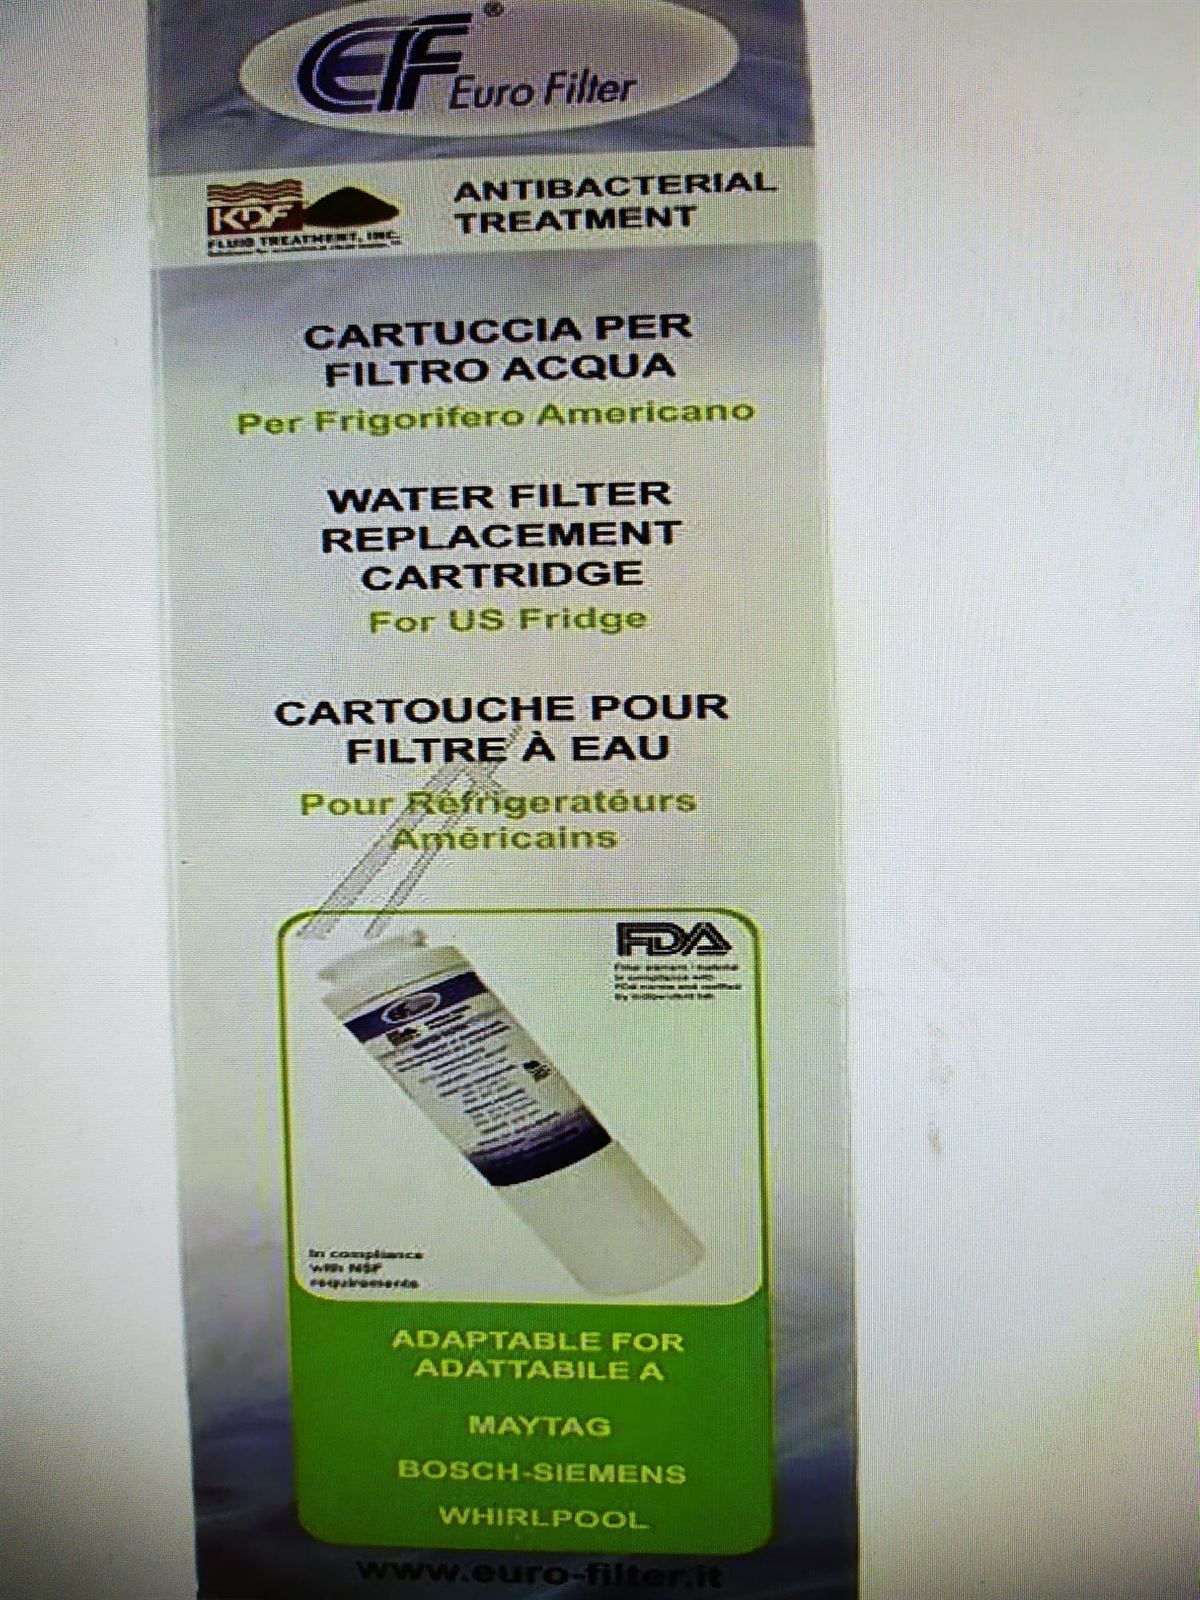 EF®
Euro Filter
KDF
FLUID TREATMENT, INC.
ANTIBACTERIAL
TREATMENT
CARTUCCIA PER
FILTRO ACQUA
Per Frigorifero Americano
WATER FILTER
REPLACEMENT
CARTRIDGE
For US Fridge
CARTOUCHE POUR
FILTRE À EAU
Pour Réfrigeratéurs
Américains
FDA
In compliance
with NSF
requirements
ADAPTABLE FOR
ADATTABILE A
MAYTAG
BOSCH-SIEMENS
WHIRLPOOL
www.euro-filter.it